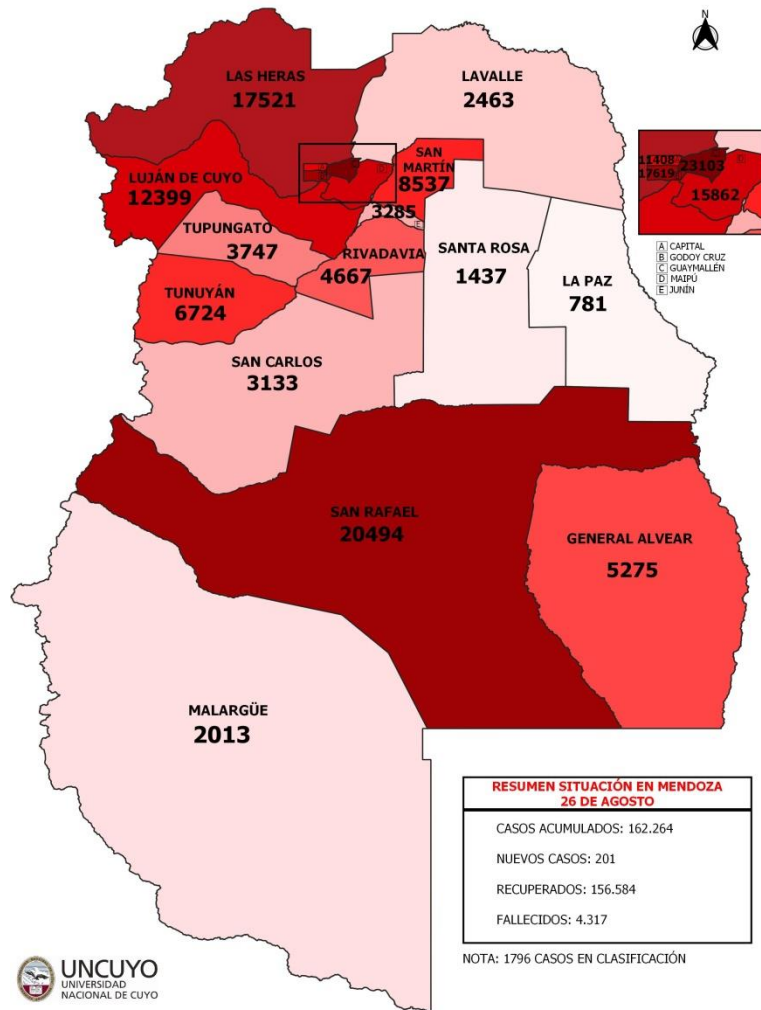 N
LAS HERAS
17521
LAVALLE
2463
SAN
MARTÍN
8537
LUJÁN DE CUYO
12399
3285
E
11408
17619
23103
D
15862
TUPUNGATO
3747
RIVADAVIA
4667
SANTA ROSA
1437
LA PAZ
781
A CAPITAL
B GODOY CRUZ
C GUAYMALLÉN
D MAIPÚ
E JUNÍN
TUNUYÁN
6724
SAN CARLOS
3133
SAN RAFAEL
20494
GENERAL ALVEAR
5275
MALARGÜE
2013
RESUMEN SITUACIÓN EN MENDOZA
26 DE AGOSTO
CASOS ACUMULADOS: 162.264
NUEVOS CASOS: 201
RECUPERADOS: 156.584
FALLECIDOS: 4.317
NOTA: 1796 CASOS EN CLASIFICACIÓN
UNCUYO
UNIVERSIDAD
NACIONAL DE CUYO